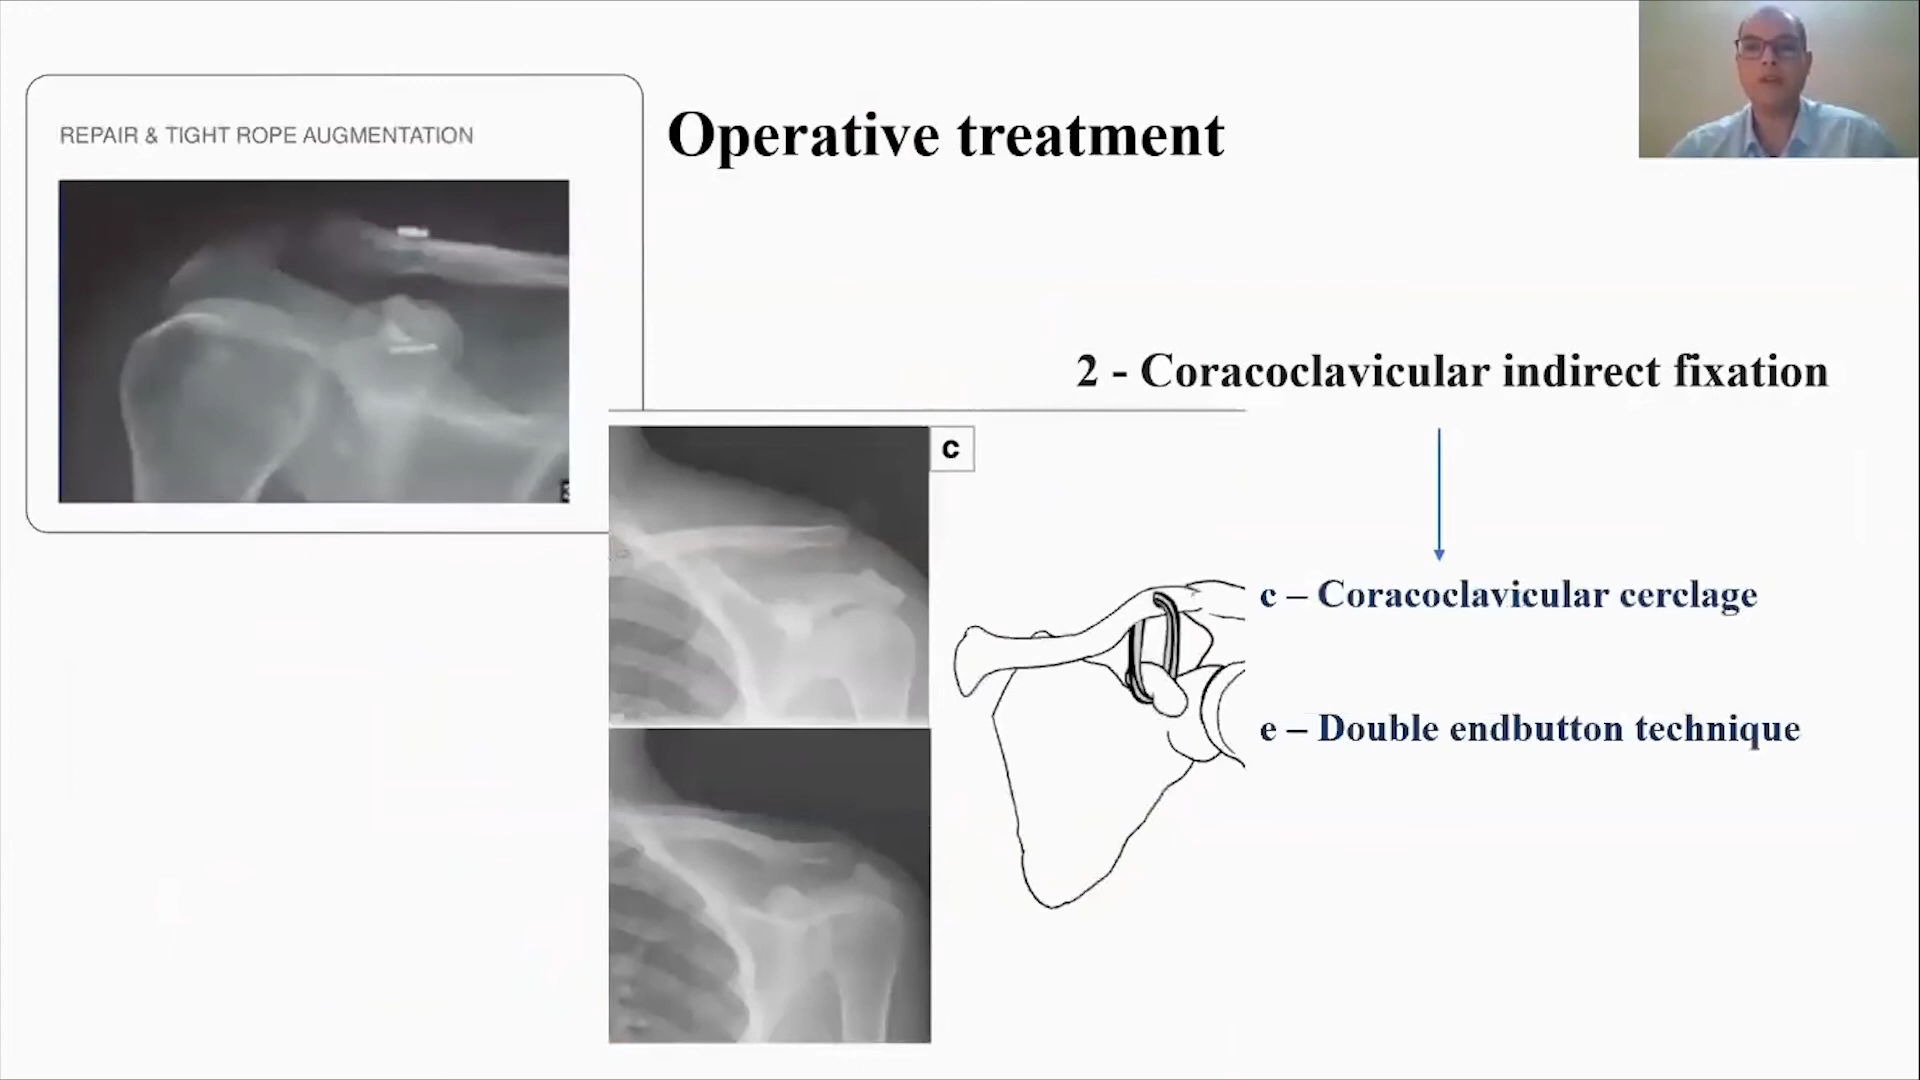 REPAIR & TIGHT ROPE AUGMENTATION
Operative treatment
2 - Coracoclavicular indirect fixation
c
c – Coracoclavicular cerclage
e – Double endbutton technique